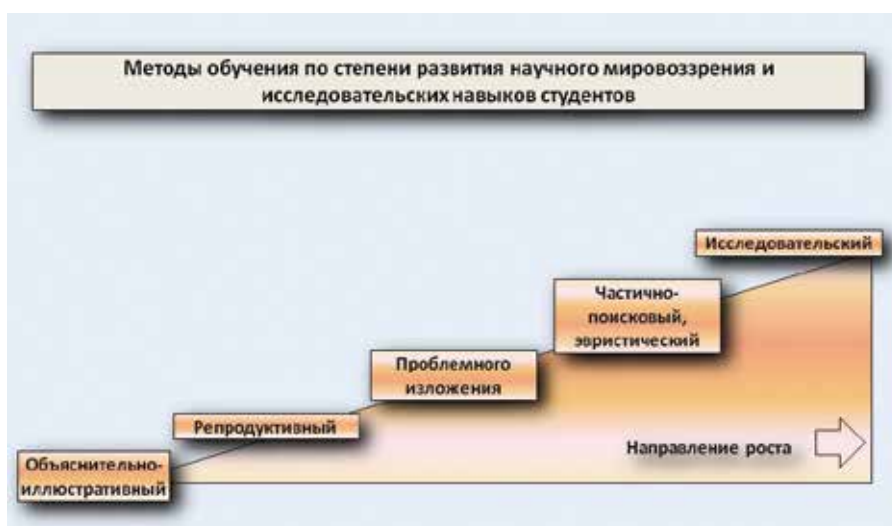 Методы обучения по степени развития научного мировоззрения и
исследовательских навыков студентов
Исследовательский
Частично-
поисковый,
эвристический
Проблемного
изложения
Репродуктивный
Объяснительно-
иллюстративный
Направление роста